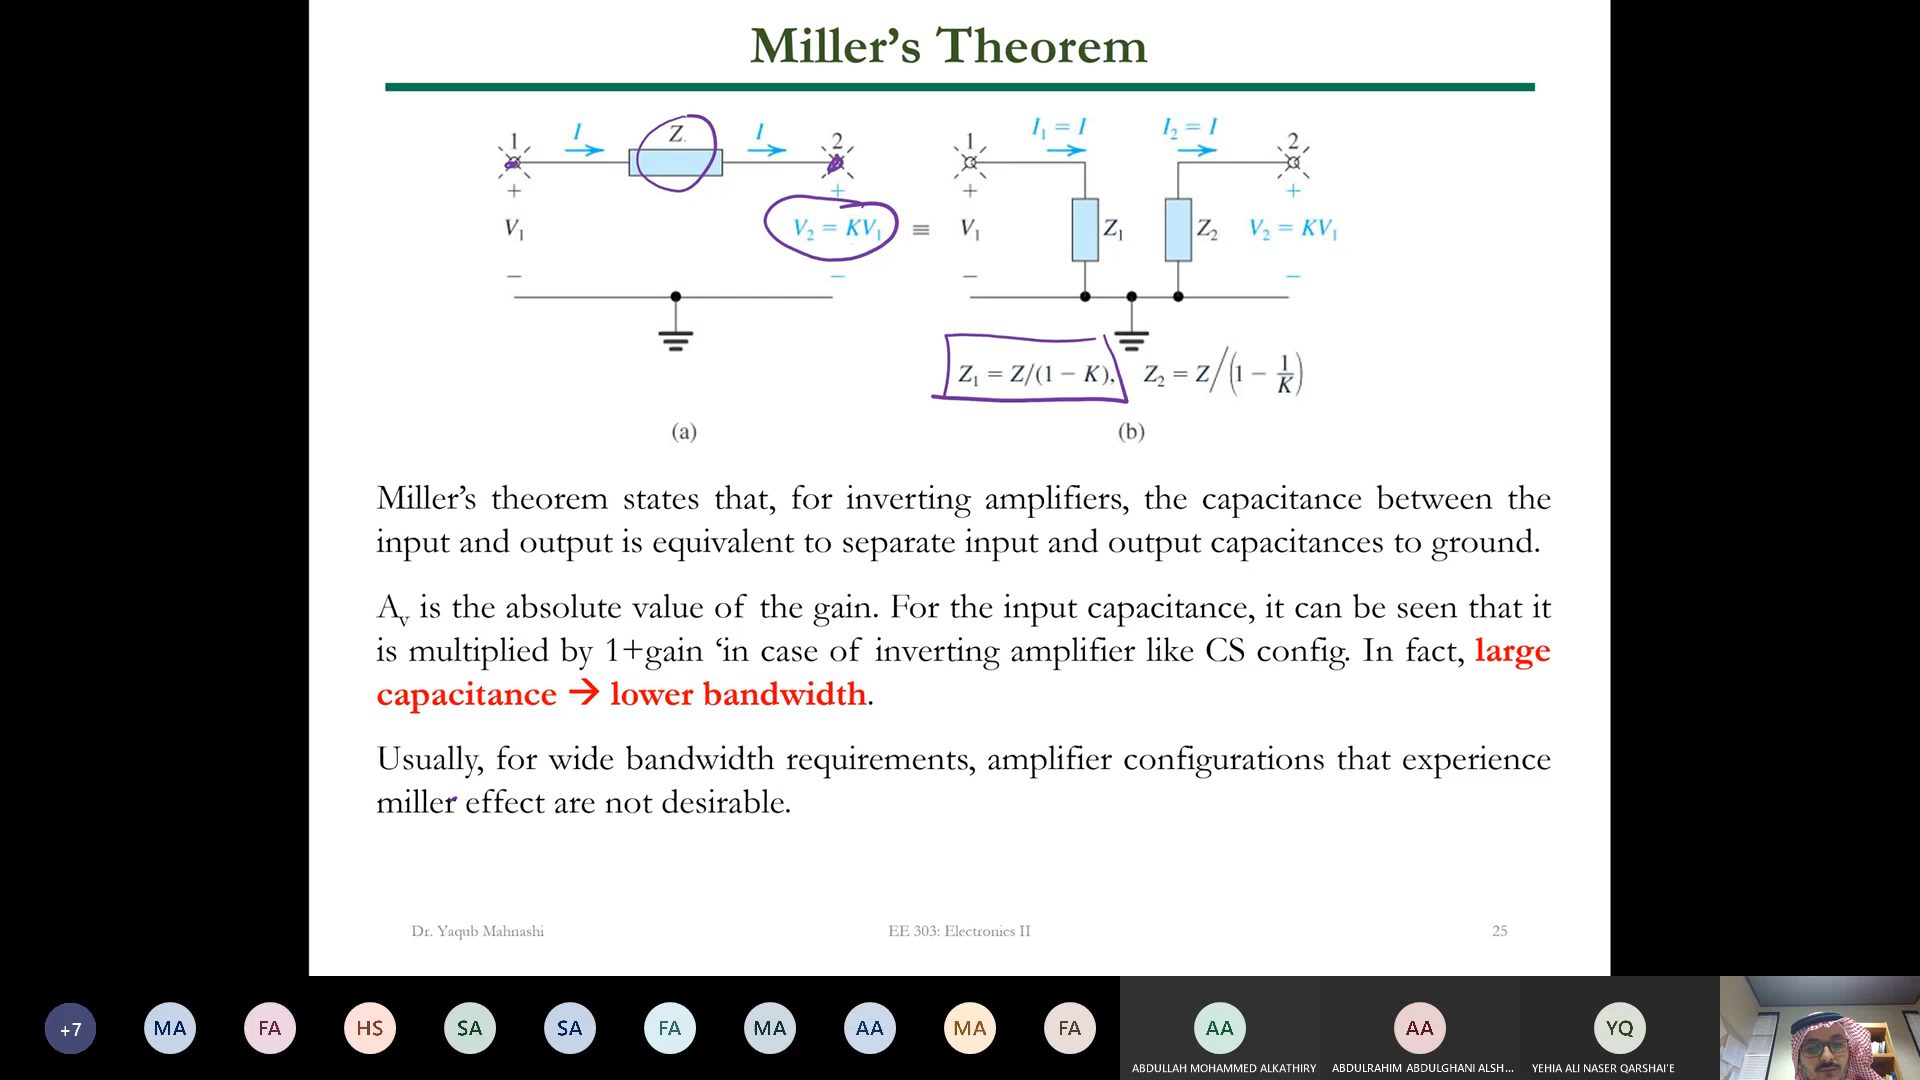 Miller's Theorem
I Z I
1 2
+ +
V1 V2 = KV1
− −
(a)
≡
I1 = I I2 = I
1 2
+ +
V1 Z1 Z2 V2 = KV1
− −
Z1 = Z/(1 − K), Z2 = Z/(1 − 1/K)
(b)
Miller's theorem states that, for inverting amplifiers, the capacitance between the
input and output is equivalent to separate input and output capacitances to ground.
Av is the absolute value of the gain. For the input capacitance, it can be seen that it
is multiplied by 1+gain 'in case of inverting amplifier like CS config. In fact, large
capacitance → lower bandwidth.
Usually, for wide bandwidth requirements, amplifier configurations that experience
miller effect are not desirable.
Dr. Yaqub Mahnashi EE 303: Electronics II 25
+7 MA FA HS SA SA FA MA AA MA FA AA AA YQ
ABDULLAH MOHAMMED ALKATHIRY ABDULRAHIM ABDULGHANI ALSH... YEHIA ALI NASER QARSHAI'E